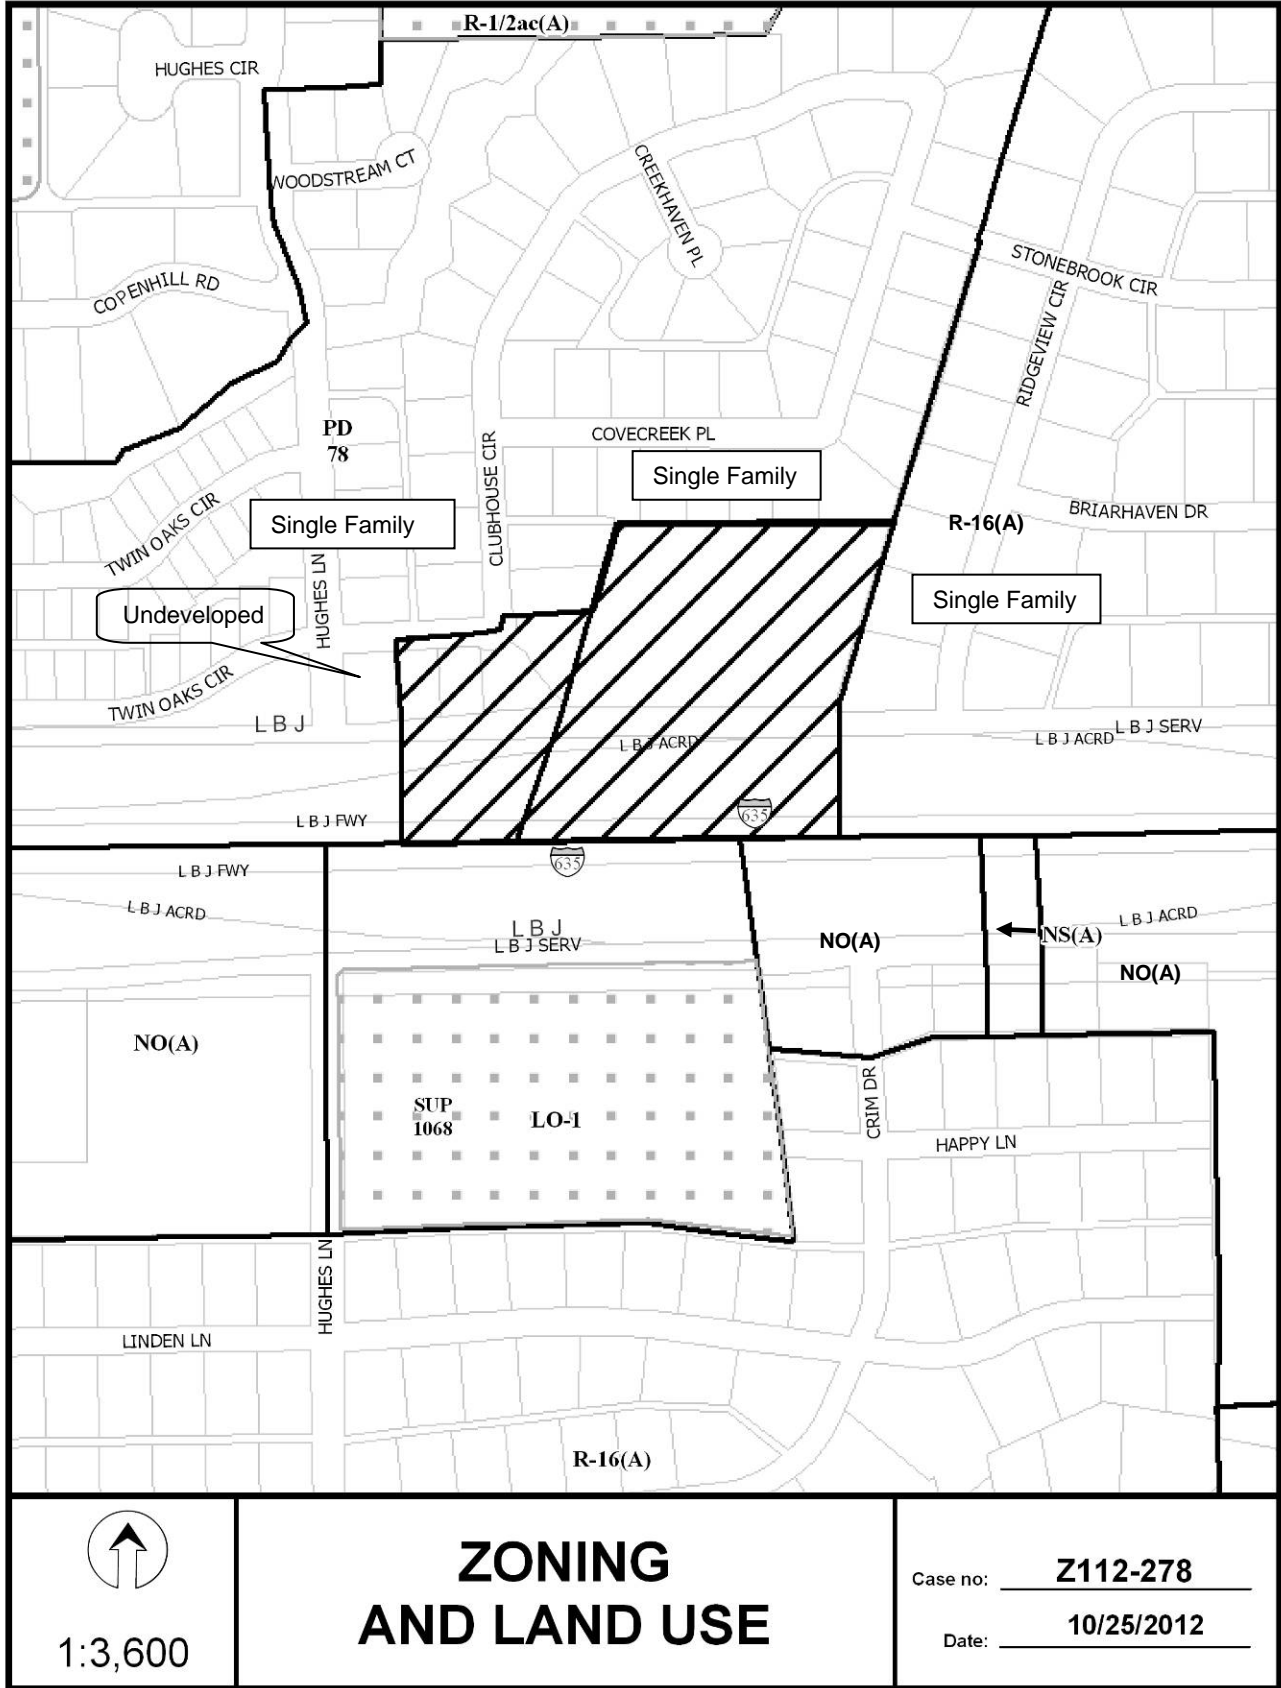 R-1/2ac(A)
HUGHES CIR
WOODSTREAM CT
CREEKHAVEN PL
COPENHILL RD
STONEBROOK CIR
RIDGEVIEW CIR
PD
78
CLUBHOUSE CIR
COVECREEK PL
Single Family
Single Family
TWIN OAKS CIR
HUGHES LN
R-16(A)
BRIARHAVEN DR
Single Family
Undeveloped
TWIN OAKS CIR
L B J
L B J ACRD
L B J ACRD
L B J SERV
L B J FWY
635
635
L B J FWY
L B J ACRD
L B J
L B J SERV
NO(A)
NS(A)
L B J ACRD
NO(A)
NO(A)
SUP
1068
LO-1
CRIM DR
HAPPY LN
HUGHES LN
LINDEN LN
R-16(A)
1:3,600
ZONING
AND LAND USE
Case no: Z112-278
Date: 10/25/2012